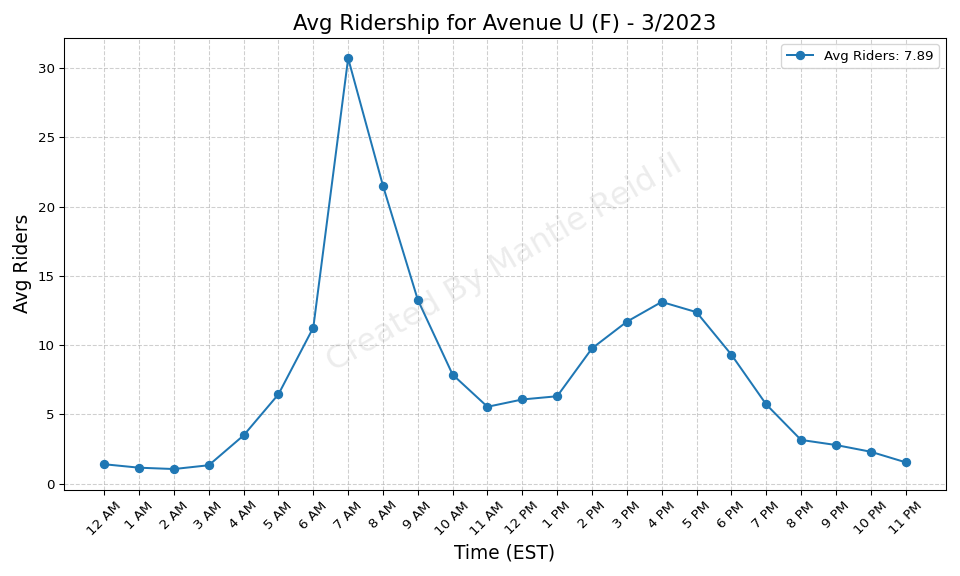 Avg Ridership for Avenue U (F) - 3/2023
Avg Riders: 7.89
Avg Riders
30
25
20
15
10
5
0
Created By Mantie Reid II
12 AM
1 AM
2 AM
3 AM
4 AM
5 AM
6 AM
7 AM
8 AM
9 AM
10 AM
11 AM
12 PM
1 PM
2 PM
3 PM
4 PM
5 PM
6 PM
7 PM
8 PM
9 PM
10 PM
11 PM
Time (EST)